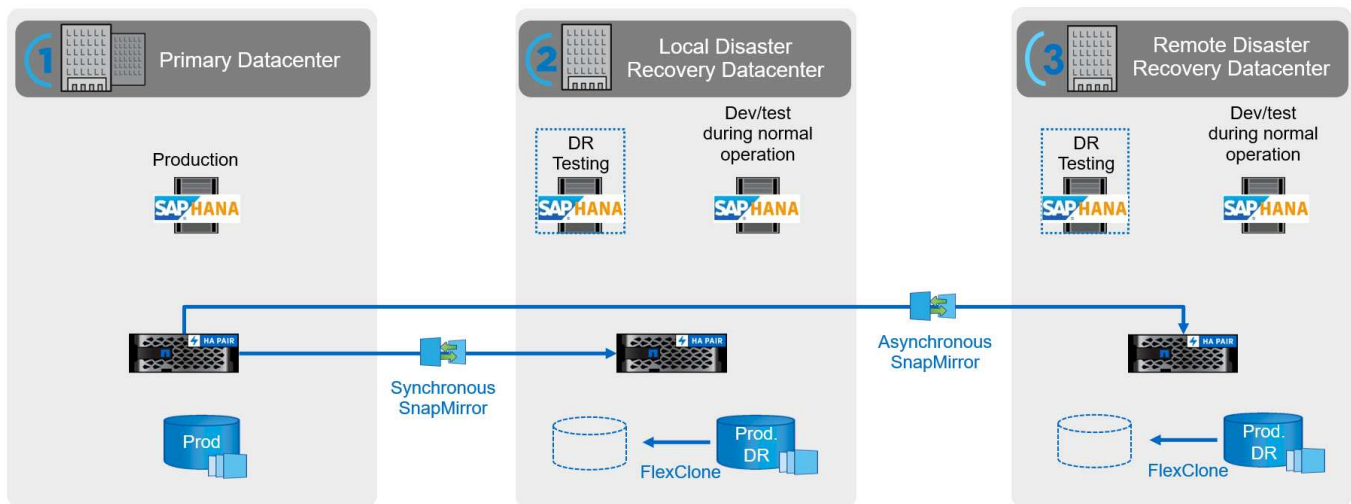 1
Primary Datacenter
Production
SAP HANA
HA PAIR
Synchronous
SnapMirror
Prod
2
Local Disaster
Recovery Datacenter
DR
Testing
SAP HANA
Dev/test
during normal
operation
SAP HANA
HA PAIR
Asynchronous
SnapMirror
FlexClone
Prod.
DR
3
Remote Disaster
Recovery Datacenter
DR
Testing
SAP HANA
Dev/test
during normal
operation
SAP HANA
HA PAIR
FlexClone
Prod.
DR